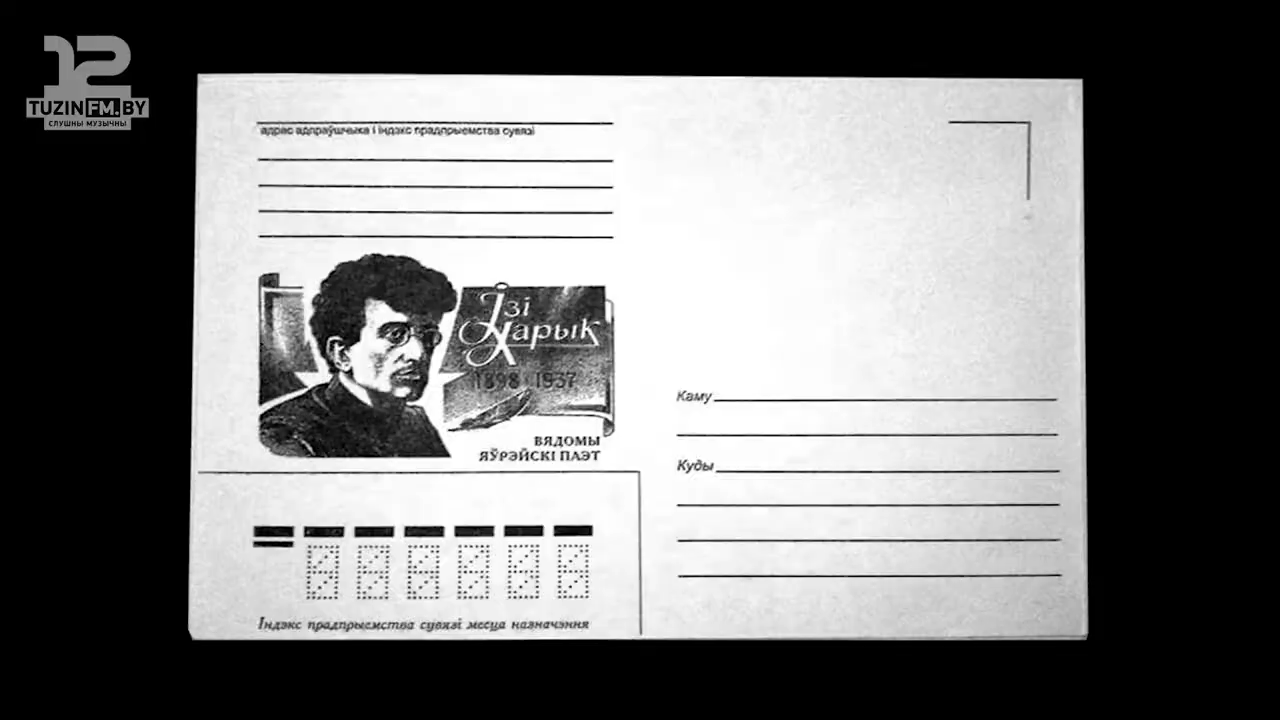 12
TUZINFM.BY
СЛУШНЫ МУЗЫЧНЫ
адрас адпраўшчыка і індэкс прадпрыемства сувязі
Ізі
Харык
1898 1937
ВЯДОМЫ
ЯЎРЭЙСКІ ПАЭТ
Каму
Куды
Індэкс прадпрыемства сувязі месца назначэння